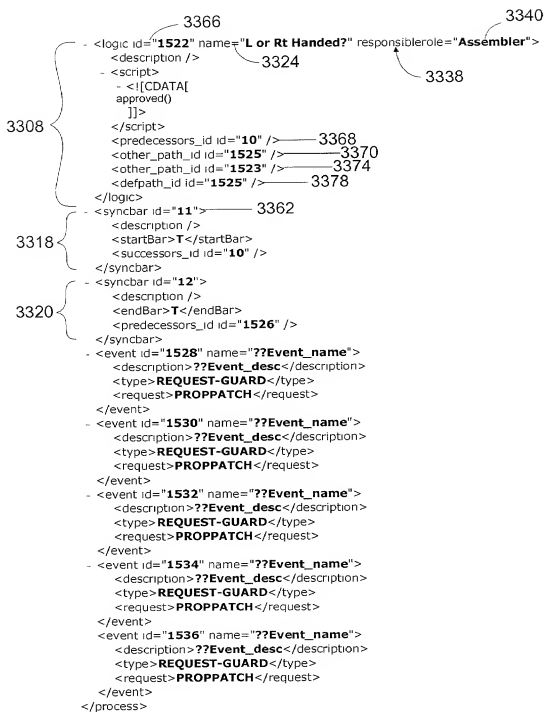 3366
3340
- <logic id="1522" name="L or Rt Handed?" responsiblerole="Assembler">
<description />
3324
3338
- <script>
- <![CDATA[
approved()
]]>
3308
</script>
<predecessors_id id="10" /> 3368
<other_path_id id="1525" /> 3370
<other_path_id id="1523" /> 3374
<defpath_id id="1525" /> 3378
</logic>
- <syncbar id="11"> 3362
<description />
3318
<startBar>T</startBar>
<successors_id id="10" />
</syncbar>
- <syncbar id="12">
<description />
3320
<endBar>T</endBar>
<predecessors_id id="1526" />
</syncbar>
- <event id="1528" name="??Event_name">
<description>??Event_desc</description>
<type>REQUEST-GUARD</type>
<request>PROPPATCH</request>
</event>
- <event id="1530" name="??Event_name">
<description>??Event_desc</description>
<type>REQUEST-GUARD</type>
<request>PROPPATCH</request>
</event>
- <event id="1532" name="??Event_name">
<description>??Event_desc</description>
<type>REQUEST-GUARD</type>
<request>PROPPATCH</request>
</event>
- <event id="1534" name="??Event_name">
<description>??Event_desc</description>
<type>REQUEST-GUARD</type>
<request>PROPPATCH</request>
</event>
<event id="1536" name="??Event_name">
<description>??Event_desc</description>
<type>REQUEST-GUARD</type>
<request>PROPPATCH</request>
</event>
</process>